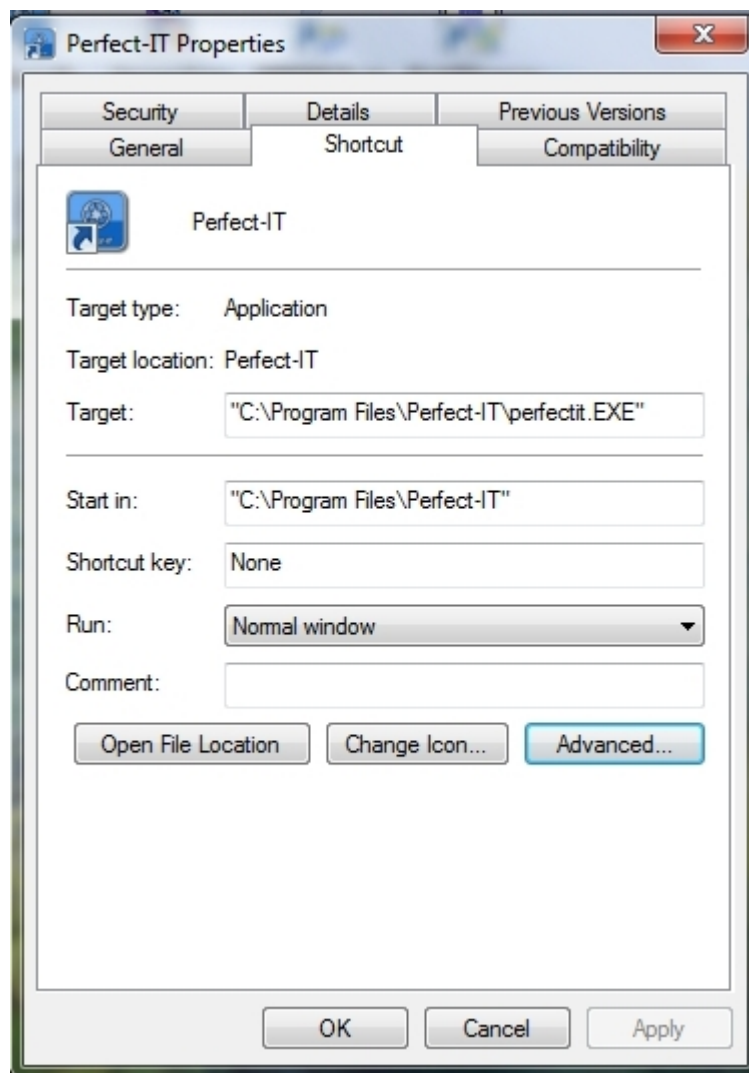 Perfect-IT Properties
Security Details Previous Versions
General Shortcut Compatibility
Perfect-IT
Target type: Application
Target location: Perfect-IT
Target: "C:\Program Files\Perfect-IT\perfectit.EXE"
Start in: "C:\Program Files\Perfect-IT"
Shortcut key: None
Run: Normal window
Comment:
Open File Location Change Icon... Advanced...
OK Cancel Apply